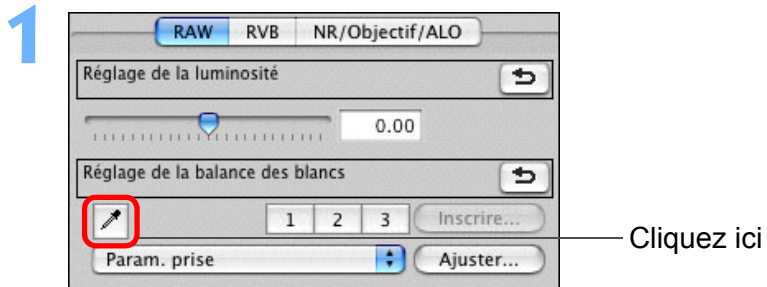 1
RAW RVB NR/Objectif/ALO
Réglage de la luminosité
0.00
Réglage de la balance des blancs
1 2 3 Inscrire...
Cliquez ici
Param. prise Ajuster...